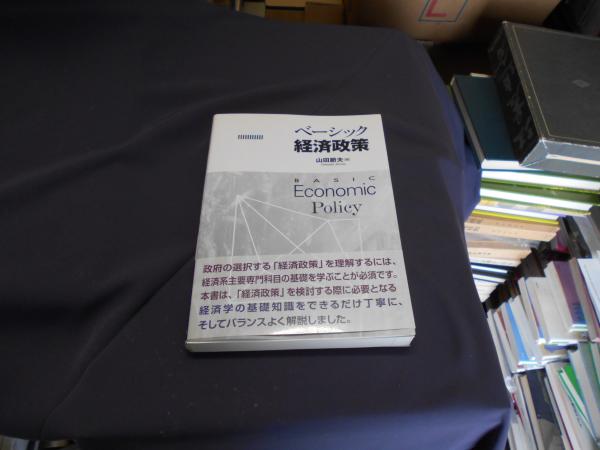 ベーシック
経済政策
山田節夫 編
BASIC
Economic
Policy
政府の選択する「経済政策」を理解するには、
経済系主要専門科目の基礎を学ぶことが必須です。
本書は、「経済政策」を検討する際に必要となる
経済学の基礎知識をできるだけ丁寧に、
そしてバランスよく解説しました。